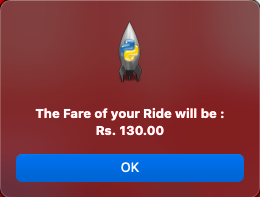 The Fare of your Ride will be :
Rs. 130.00
OK